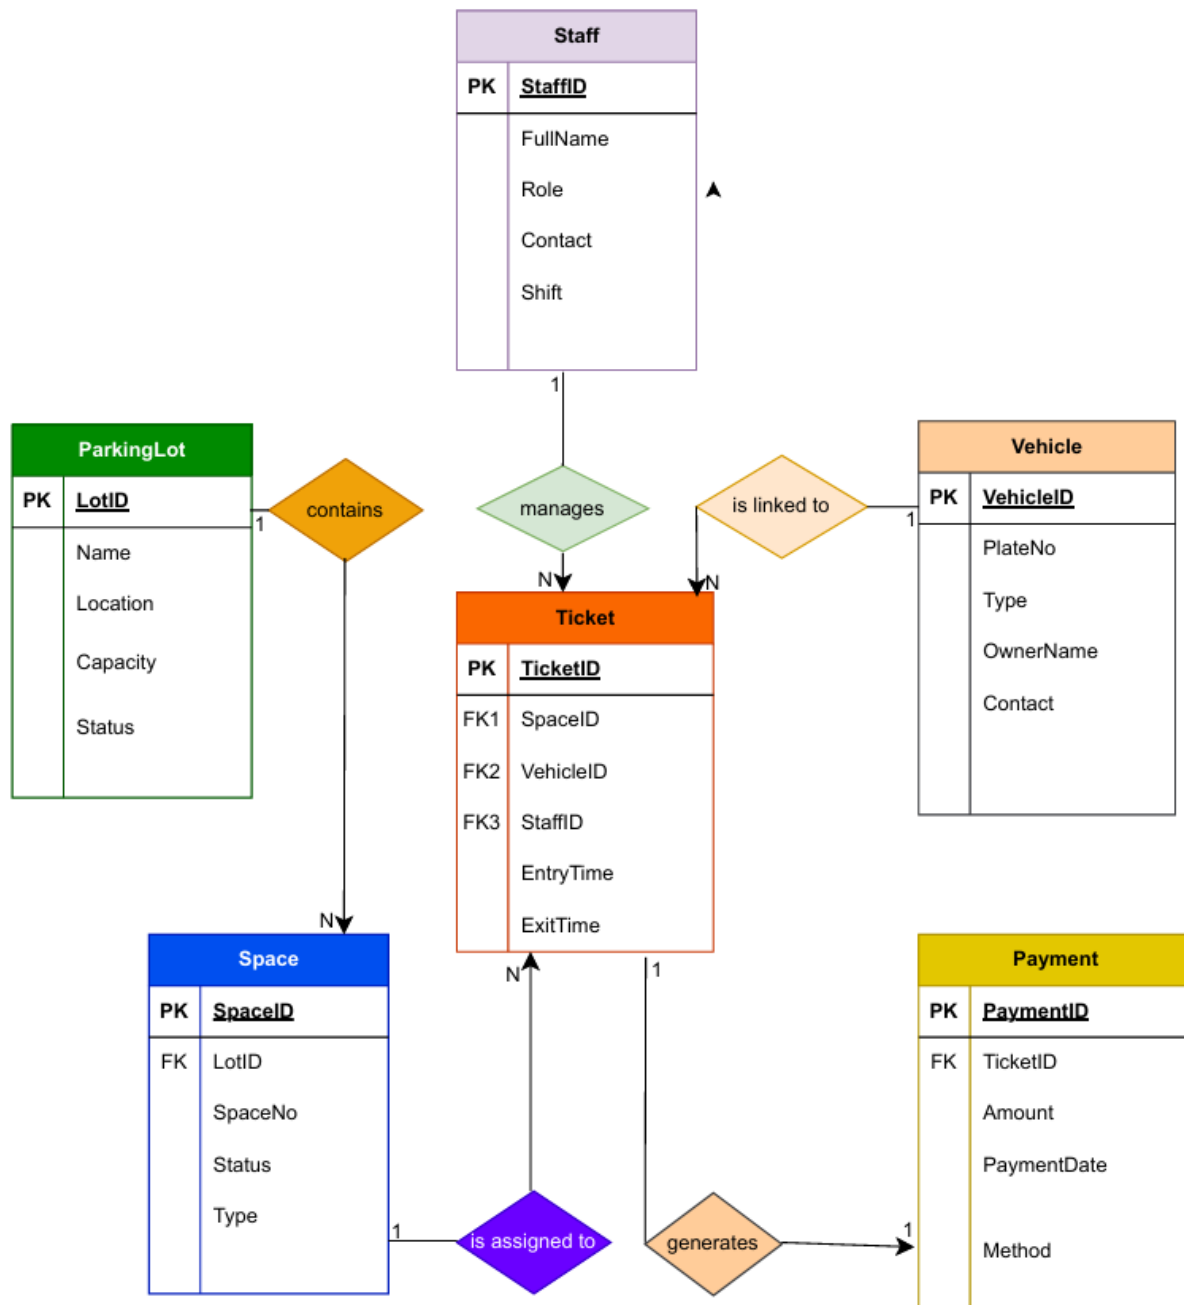 Staff
PK StaffID
FullName
Role
Contact
Shift
1
manages
N
ParkingLot
PK LotID
Name
Location
Capacity
Status
1
contains
N
Vehicle
PK VehicleID
PlateNo
Type
OwnerName
Contact
1
is linked to
N
Ticket
PK TicketID
FK1 SpaceID
FK2 VehicleID
FK3 StaffID
EntryTime
ExitTime
N
1
Space
PK SpaceID
FK LotID
SpaceNo
Status
Type
1
is assigned to
generates
1
Payment
PK PaymentID
FK TicketID
Amount
PaymentDate
Method